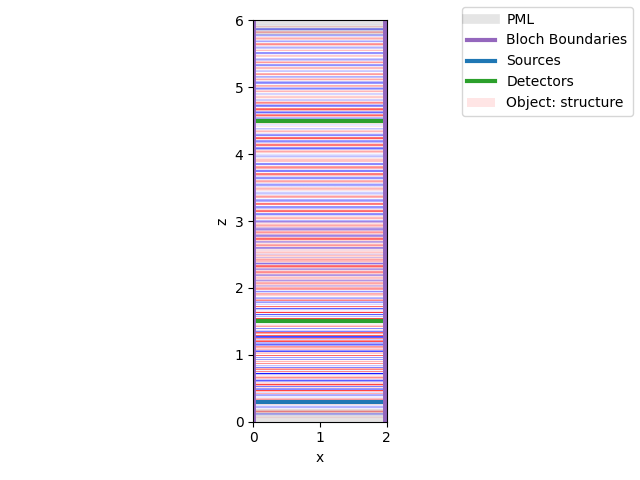 PML
Bloch Boundaries
Sources
Detectors
Object: structure
6
5
4
3
2
1
0
z
0 1 2
x